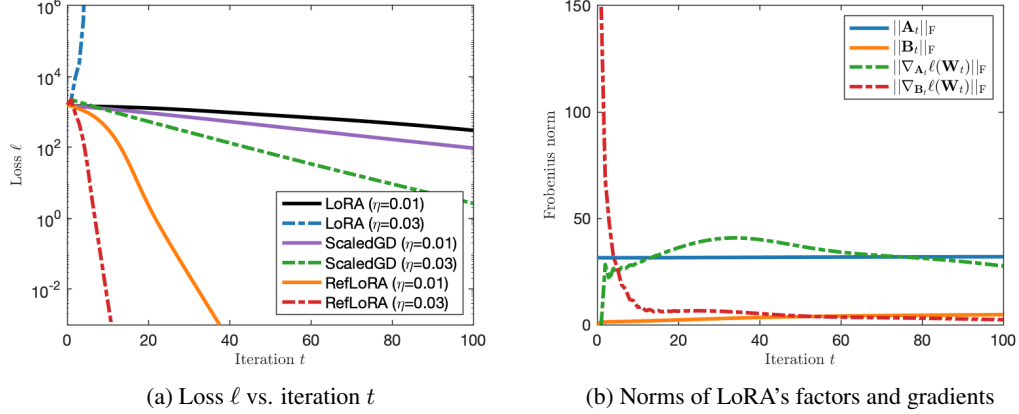 10^6
10^4
10^2
10^0
10^{-2}
Loss ℓ
0 20 40 60 80 100
Iteration t
LoRA (η=0.01)
LoRA (η=0.03)
ScaledGD (η=0.01)
ScaledGD (η=0.03)
RefLoRA (η=0.01)
RefLoRA (η=0.03)
(a) Loss ℓ vs. iteration t
150
100
50
0
Frobenius norm
0 20 40 60 80 100
Iteration t
||A_t||_F
||B_t||_F
||∇_{A_t} ℓ(W_t)||_F
||∇_{B_t} ℓ(W_t)||_F
(b) Norms of LoRA's factors and gradients